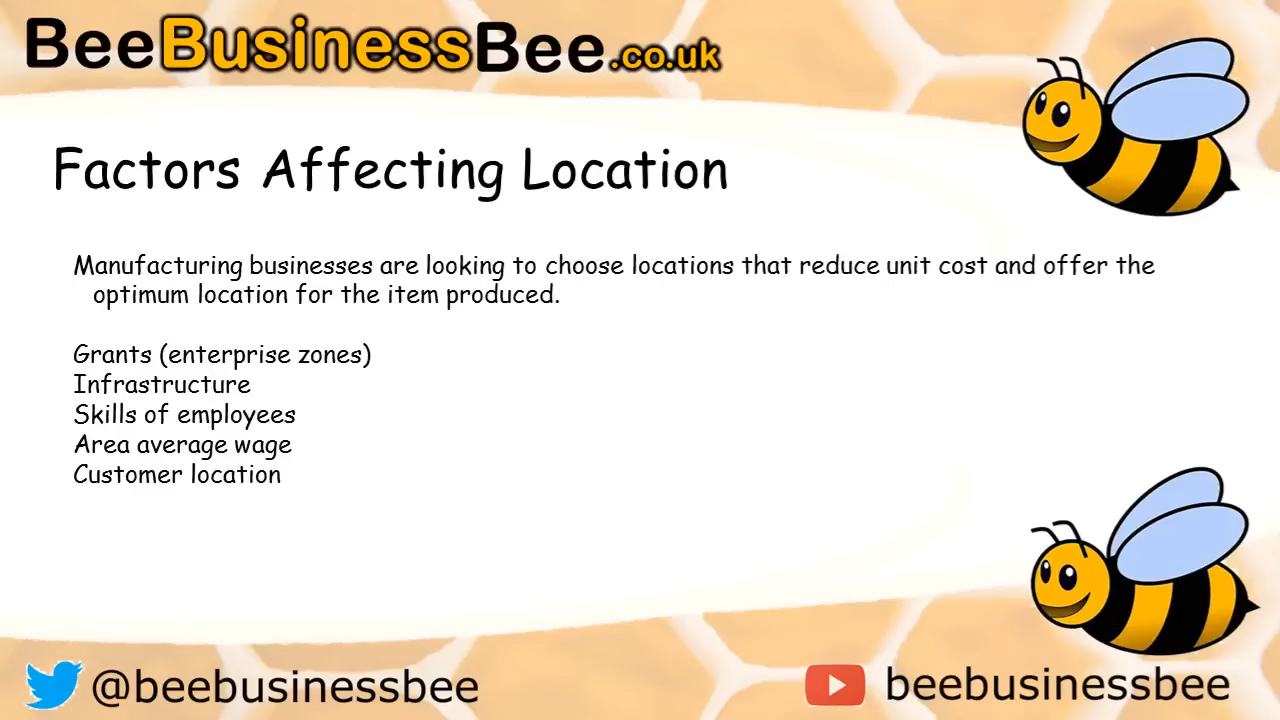 BeeBusinessBee.co.uk
Factors Affecting Location
Manufacturing businesses are looking to choose locations that reduce unit cost and offer the
optimum location for the item produced.
Grants (enterprise zones)
Infrastructure
Skills of employees
Area average wage
Customer location
@beebusinessbee
beebusinessbee